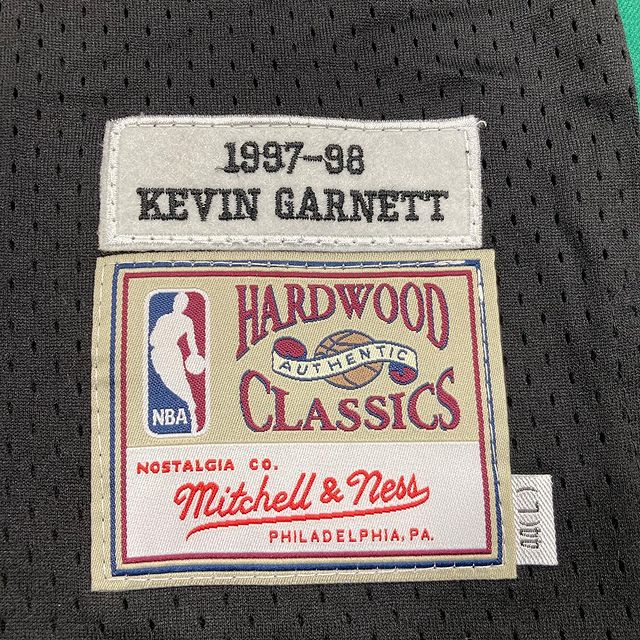 1997-98
KEVIN GARNETT
HARDWOOD
AUTHENTIC
CLASSICS
NBA
NOSTALGIA CO.
Mitchell & Ness
PHILADELPHIA, PA.
44(L)